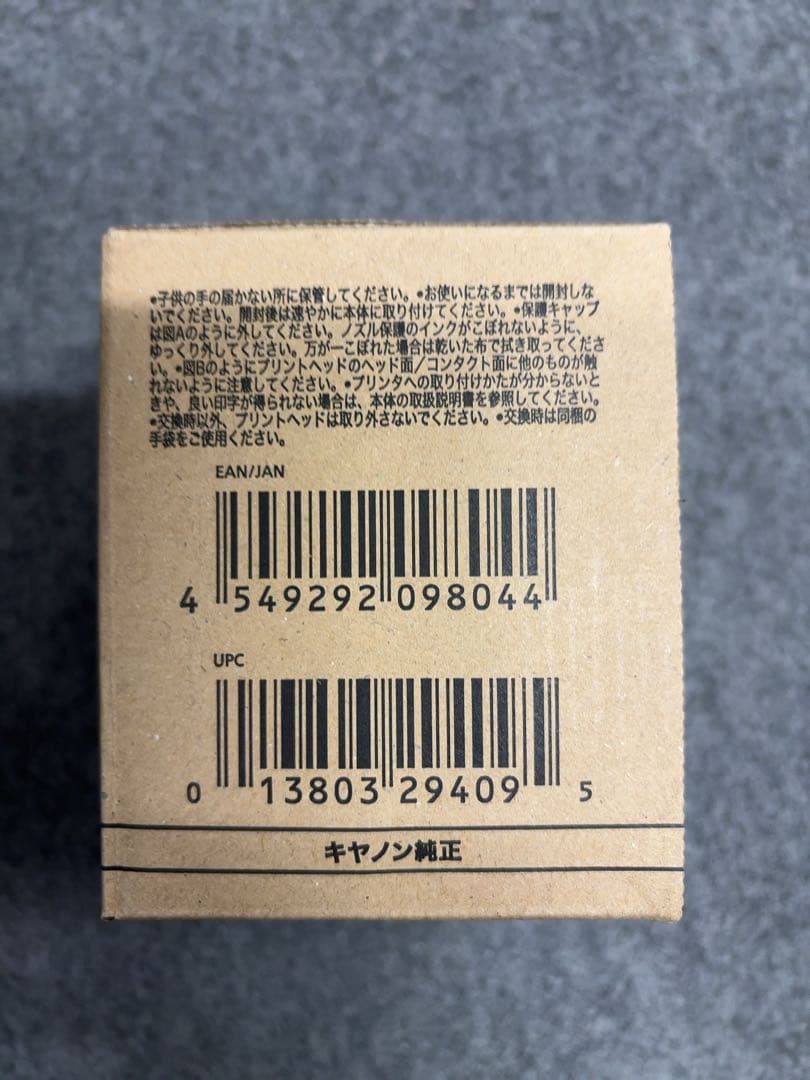 ●子供の手の届かない所に保管してください。●お使いになるまでは開封しな
いでください。開封後は速やかに本体に取り付けてください。●保護キャップ
は図Aのように外してください。ノズル保護のインクがこぼれないように、
ゆっくり外してください。万が一こぼれた場合は乾いた布で拭き取ってくださ
い。●図Bのようにプリントヘッドのヘッド面/コンタクト面に他のものが触
れないように注意してください。●プリンタへの取り付けかたが分からないと
きや、良い印字が得られない場合は、本体の取扱説明書を参照してください。
●交換時以外、プリントヘッドは取り外さないでください。●交換時は同梱の
手袋をご使用ください。
EAN/JAN
4 549292 098044
UPC
0 13803 29409 5
キヤノン純正